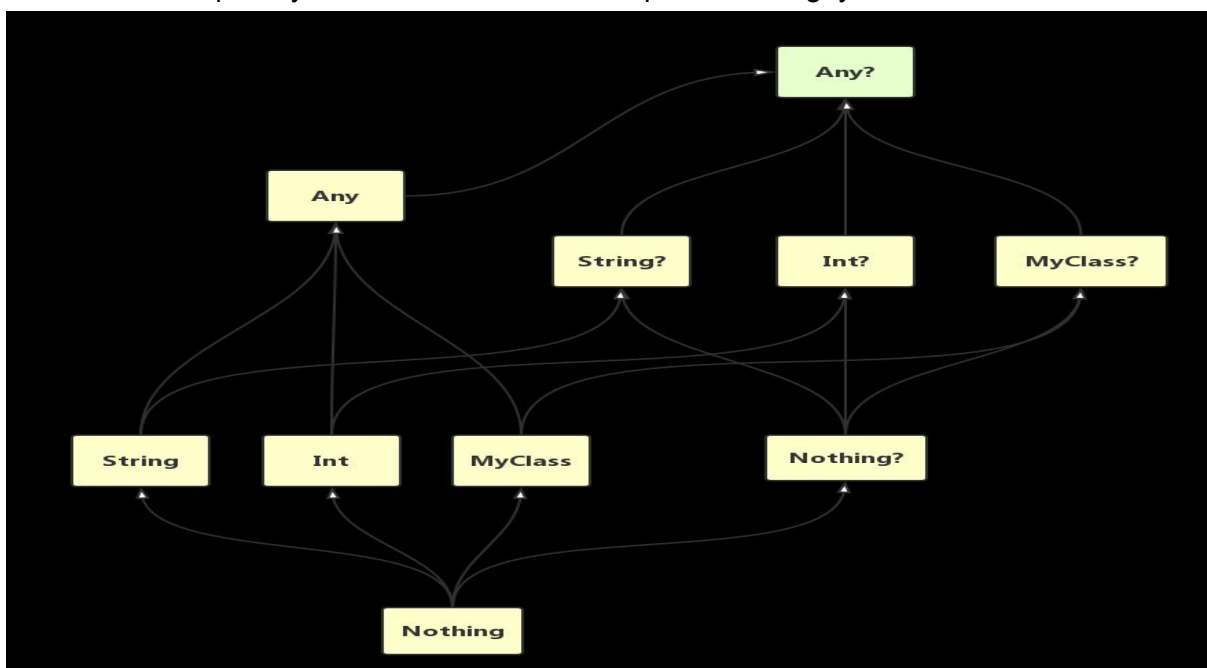 Any?
Any
String?
Int?
MyClass?
String
Int
MyClass
Nothing?
Nothing